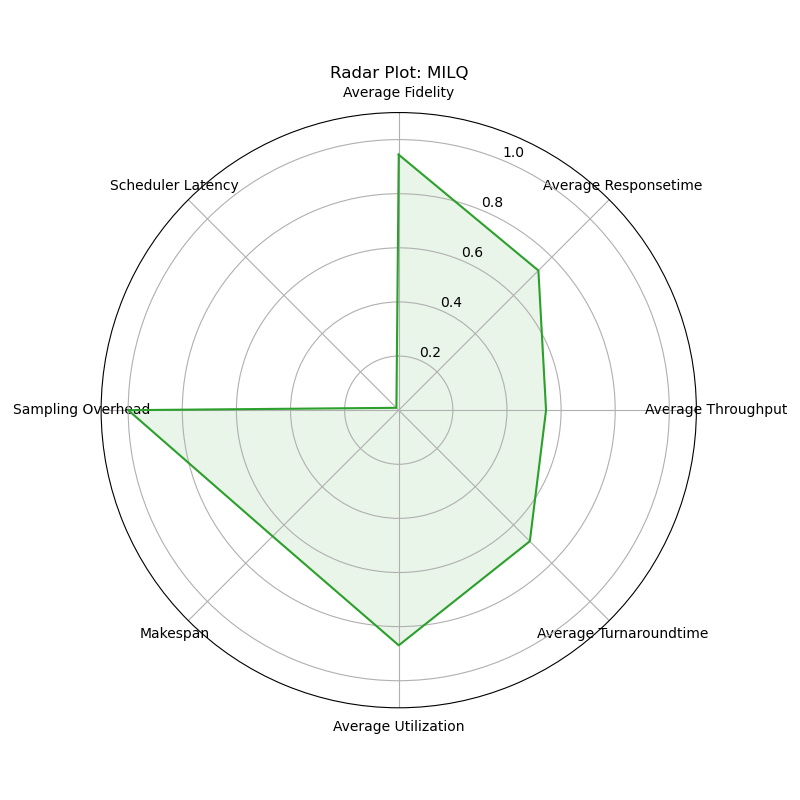 Radar Plot: MILQ
Average Fidelity
1.0
Scheduler Latency
Average Responsetime
0.8
0.6
0.4
0.2
Sampling Overhead
Average Throughput
Makespan
Average Turnaroundtime
Average Utilization